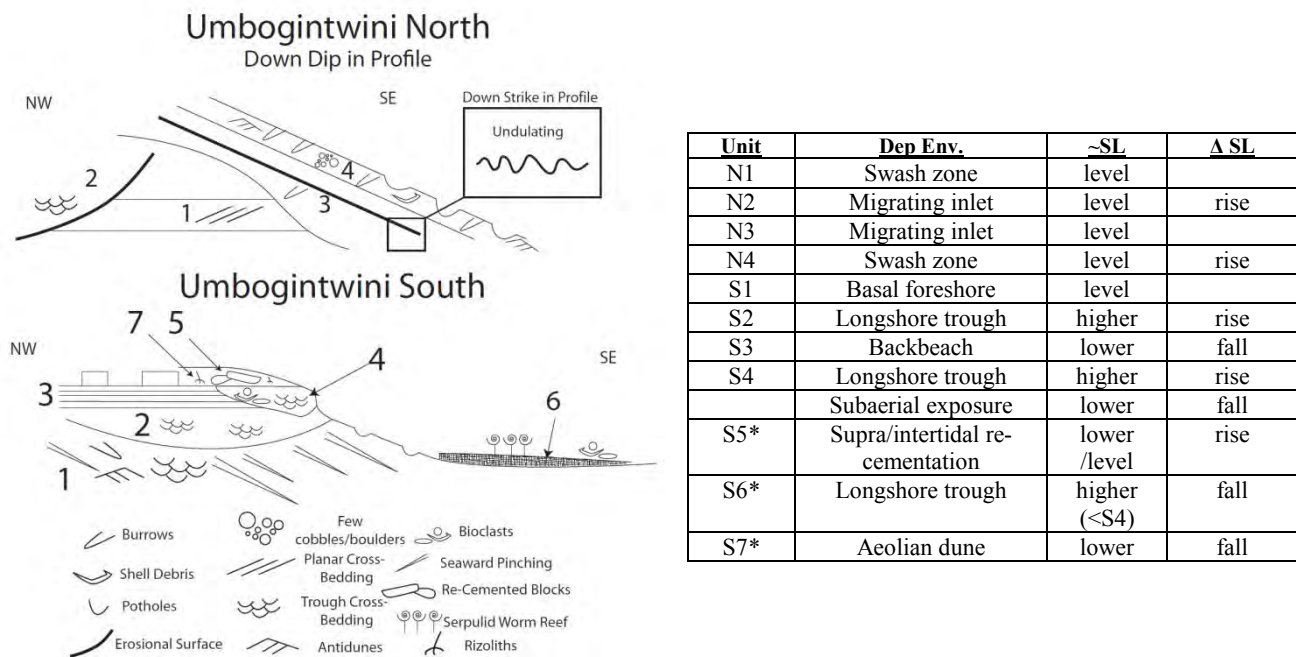 Umbogintwini North
Down Dip in Profile
NW
SE
Down Strike in Profile
Undulating
2
1
3
4
Umbogintwini South
NW
SE
7
5
4
3
2
1
6
Burrows
Shell Debris
Potholes
Erosional Surface
Few
cobbles/boulders
Planar Cross-
Bedding
Trough Cross-
Bedding
Antidunes
Bioclasts
Seaward Pinching
Re-Cemented Blocks
Serpulid Worm Reef
Rizoliths
Unit Dep Env. ~SL Δ SL
N1 Swash zone level
N2 Migrating inlet level rise
N3 Migrating inlet level
N4 Swash zone level rise
S1 Basal foreshore level
S2 Longshore trough higher rise
S3 Backbeach lower fall
S4 Longshore trough higher rise
Subaerial exposure lower fall
S5* Supra/intertidal re- lower rise
cementation /level
S6* Longshore trough higher fall
(<S4)
S7* Aeolian dune lower fall